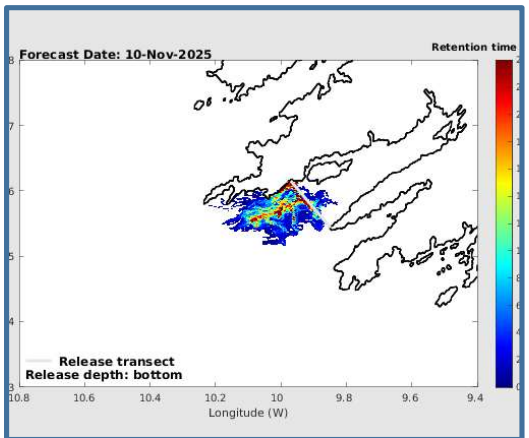 Forecast Date: 10-Nov-2025
Retention time
8
7
6
5
4
3
Release transect
Release depth: bottom
10.8 10.6 10.4 10.2 10 9.8 9.6 9.4
Longitude (W)